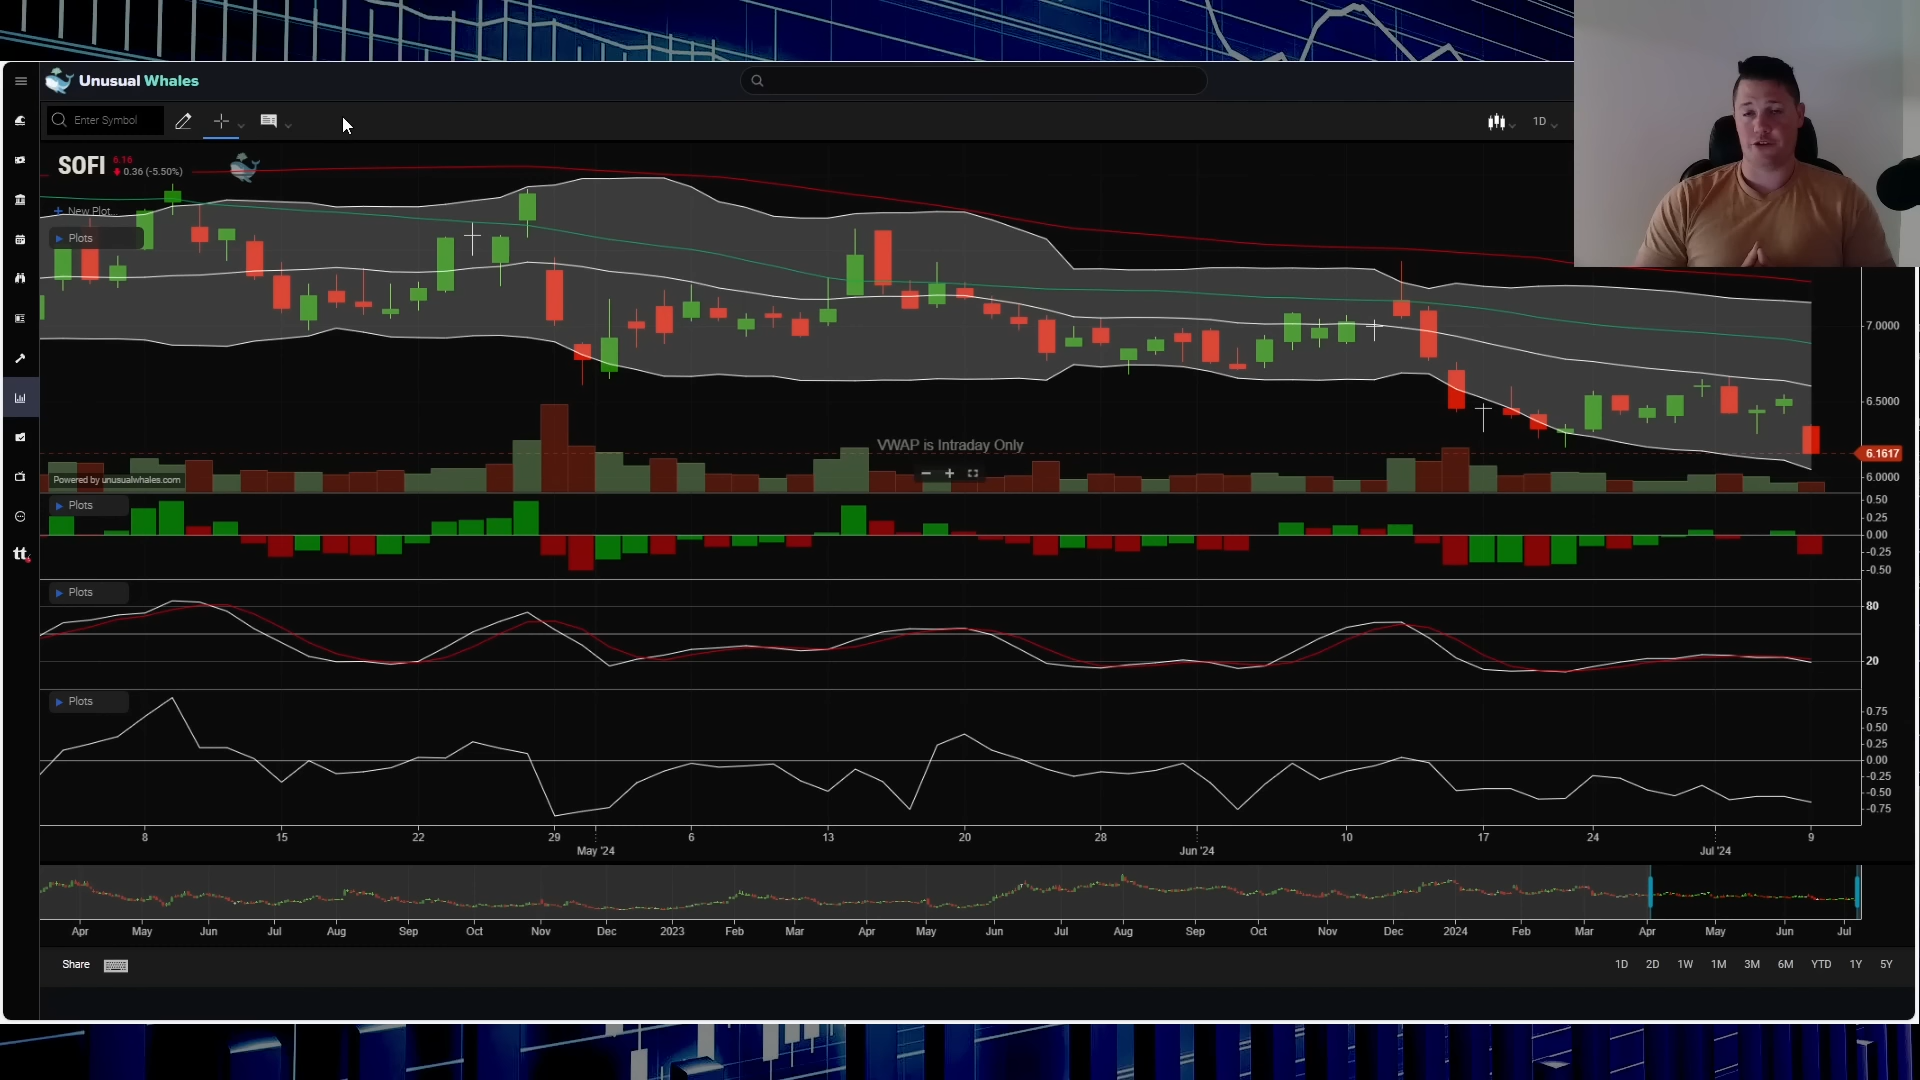 Unusual Whales
Enter Symbol
1D
SOFI 6.16
0.36 (-5.50%)
+ New Plot...
Plots
7.0000
6.5000
VWAP is Intraday Only
6.1617
6.0000
Powered by unusualwhales.com
Plots
0.50
0.25
0.00
-0.25
-0.50
Plots
80
20
Plots
0.75
0.50
0.25
0.00
-0.25
-0.50
-0.75
8 15 22 29 6 13 20 28 10 17 24 9
May '24 Jun '24 Jul '24
Apr May Jun Jul Aug Sep Oct Nov Dec 2023 Feb Mar Apr May Jun Jul Aug Sep Oct Nov Dec 2024 Feb Mar Apr May Jun Jul
Share
1D 2D 1W 1M 3M 6M YTD 1Y 5Y
tt